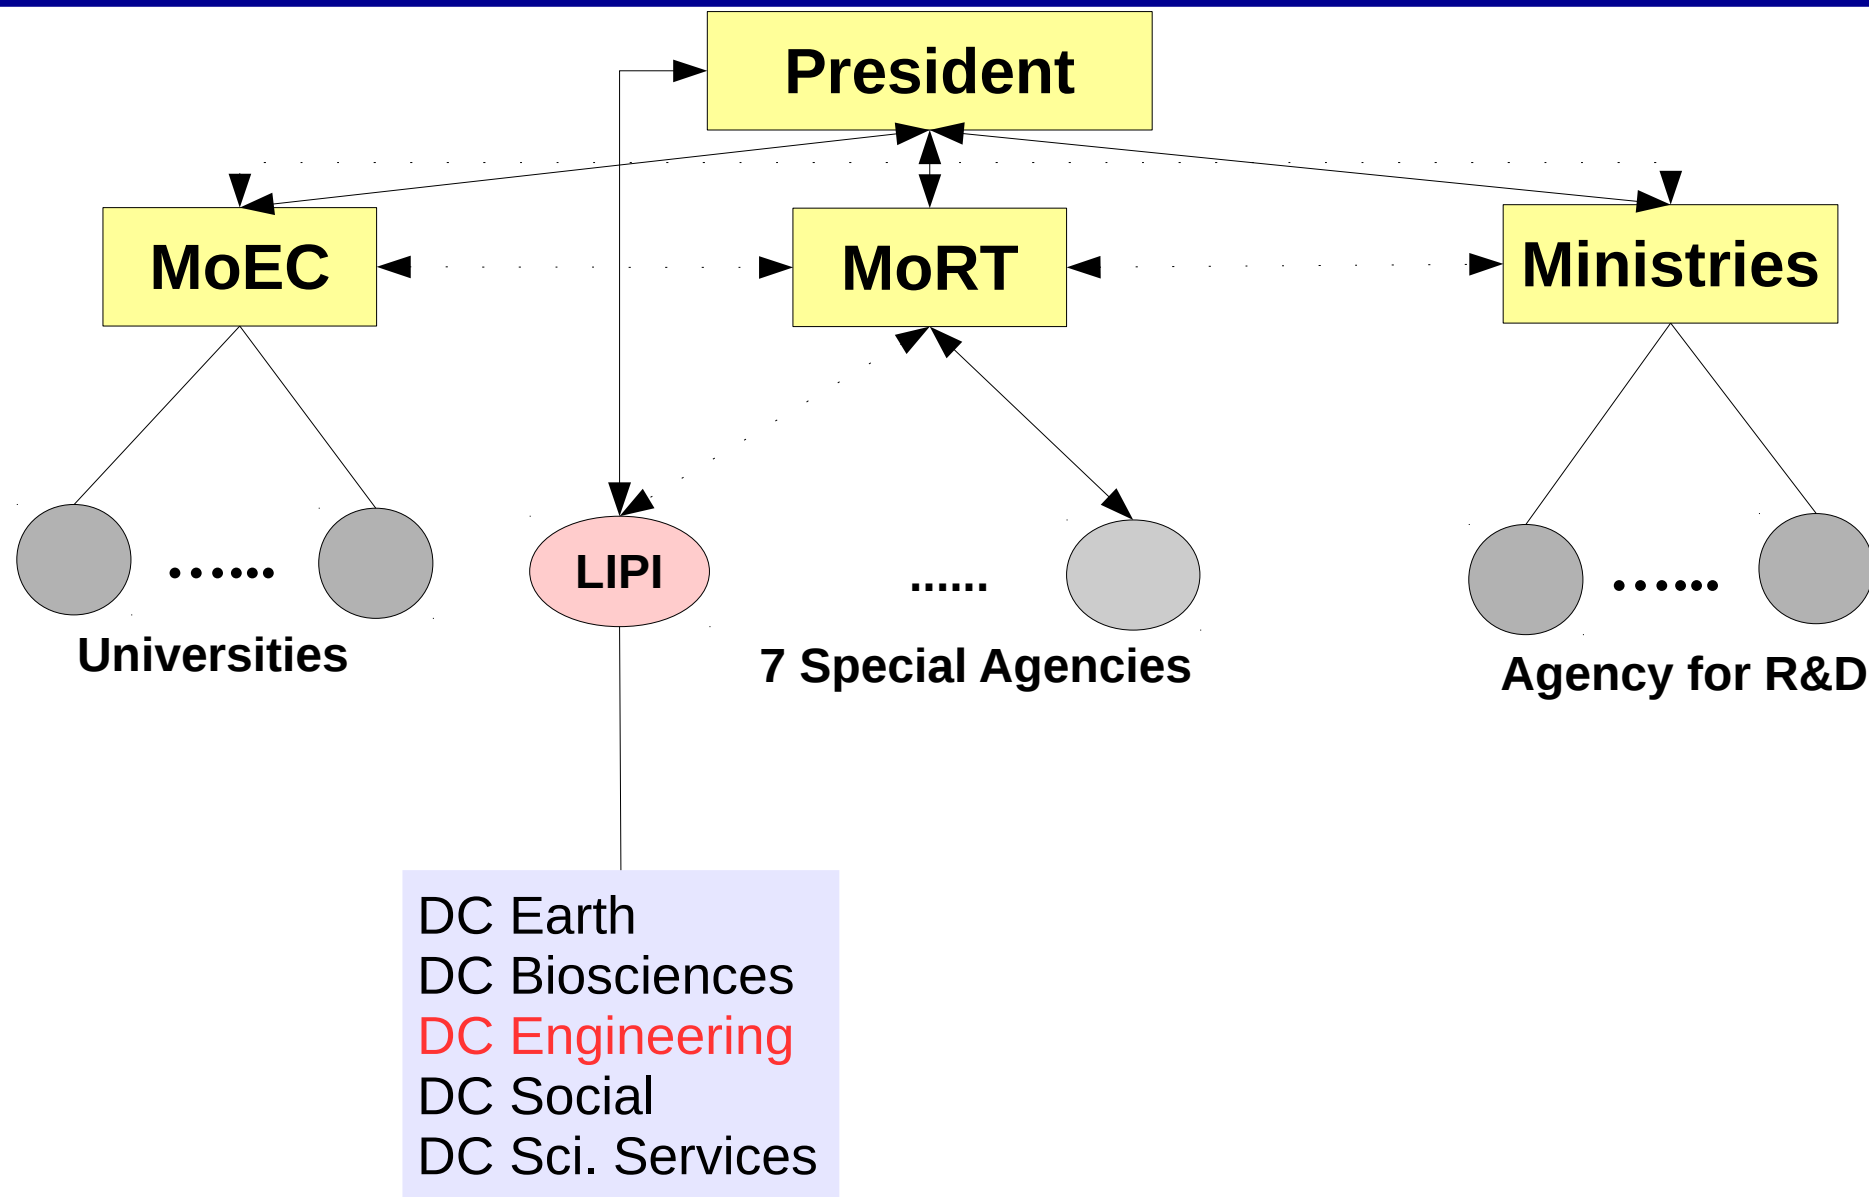 President
MoEC
MoRT
Ministries
LIPI
......
......
......
Universities
7 Special Agencies
Agency for R&D
DC Earth
DC Biosciences
DC Engineering
DC Social
DC Sci. Services